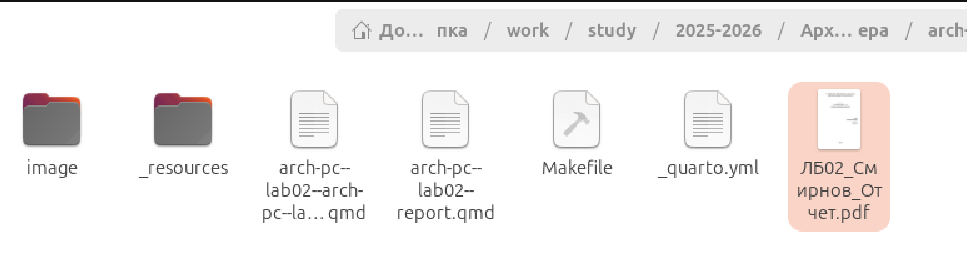 До… пка / work / study / 2025-2026 / Арх… ера / arch-
image
_resources
arch-pc--
lab02--arch-
pc--la… qmd
arch-pc--
lab02--
report.qmd
Makefile
_quarto.yml
ЛБ02_См
ирнов_От
чет.pdf